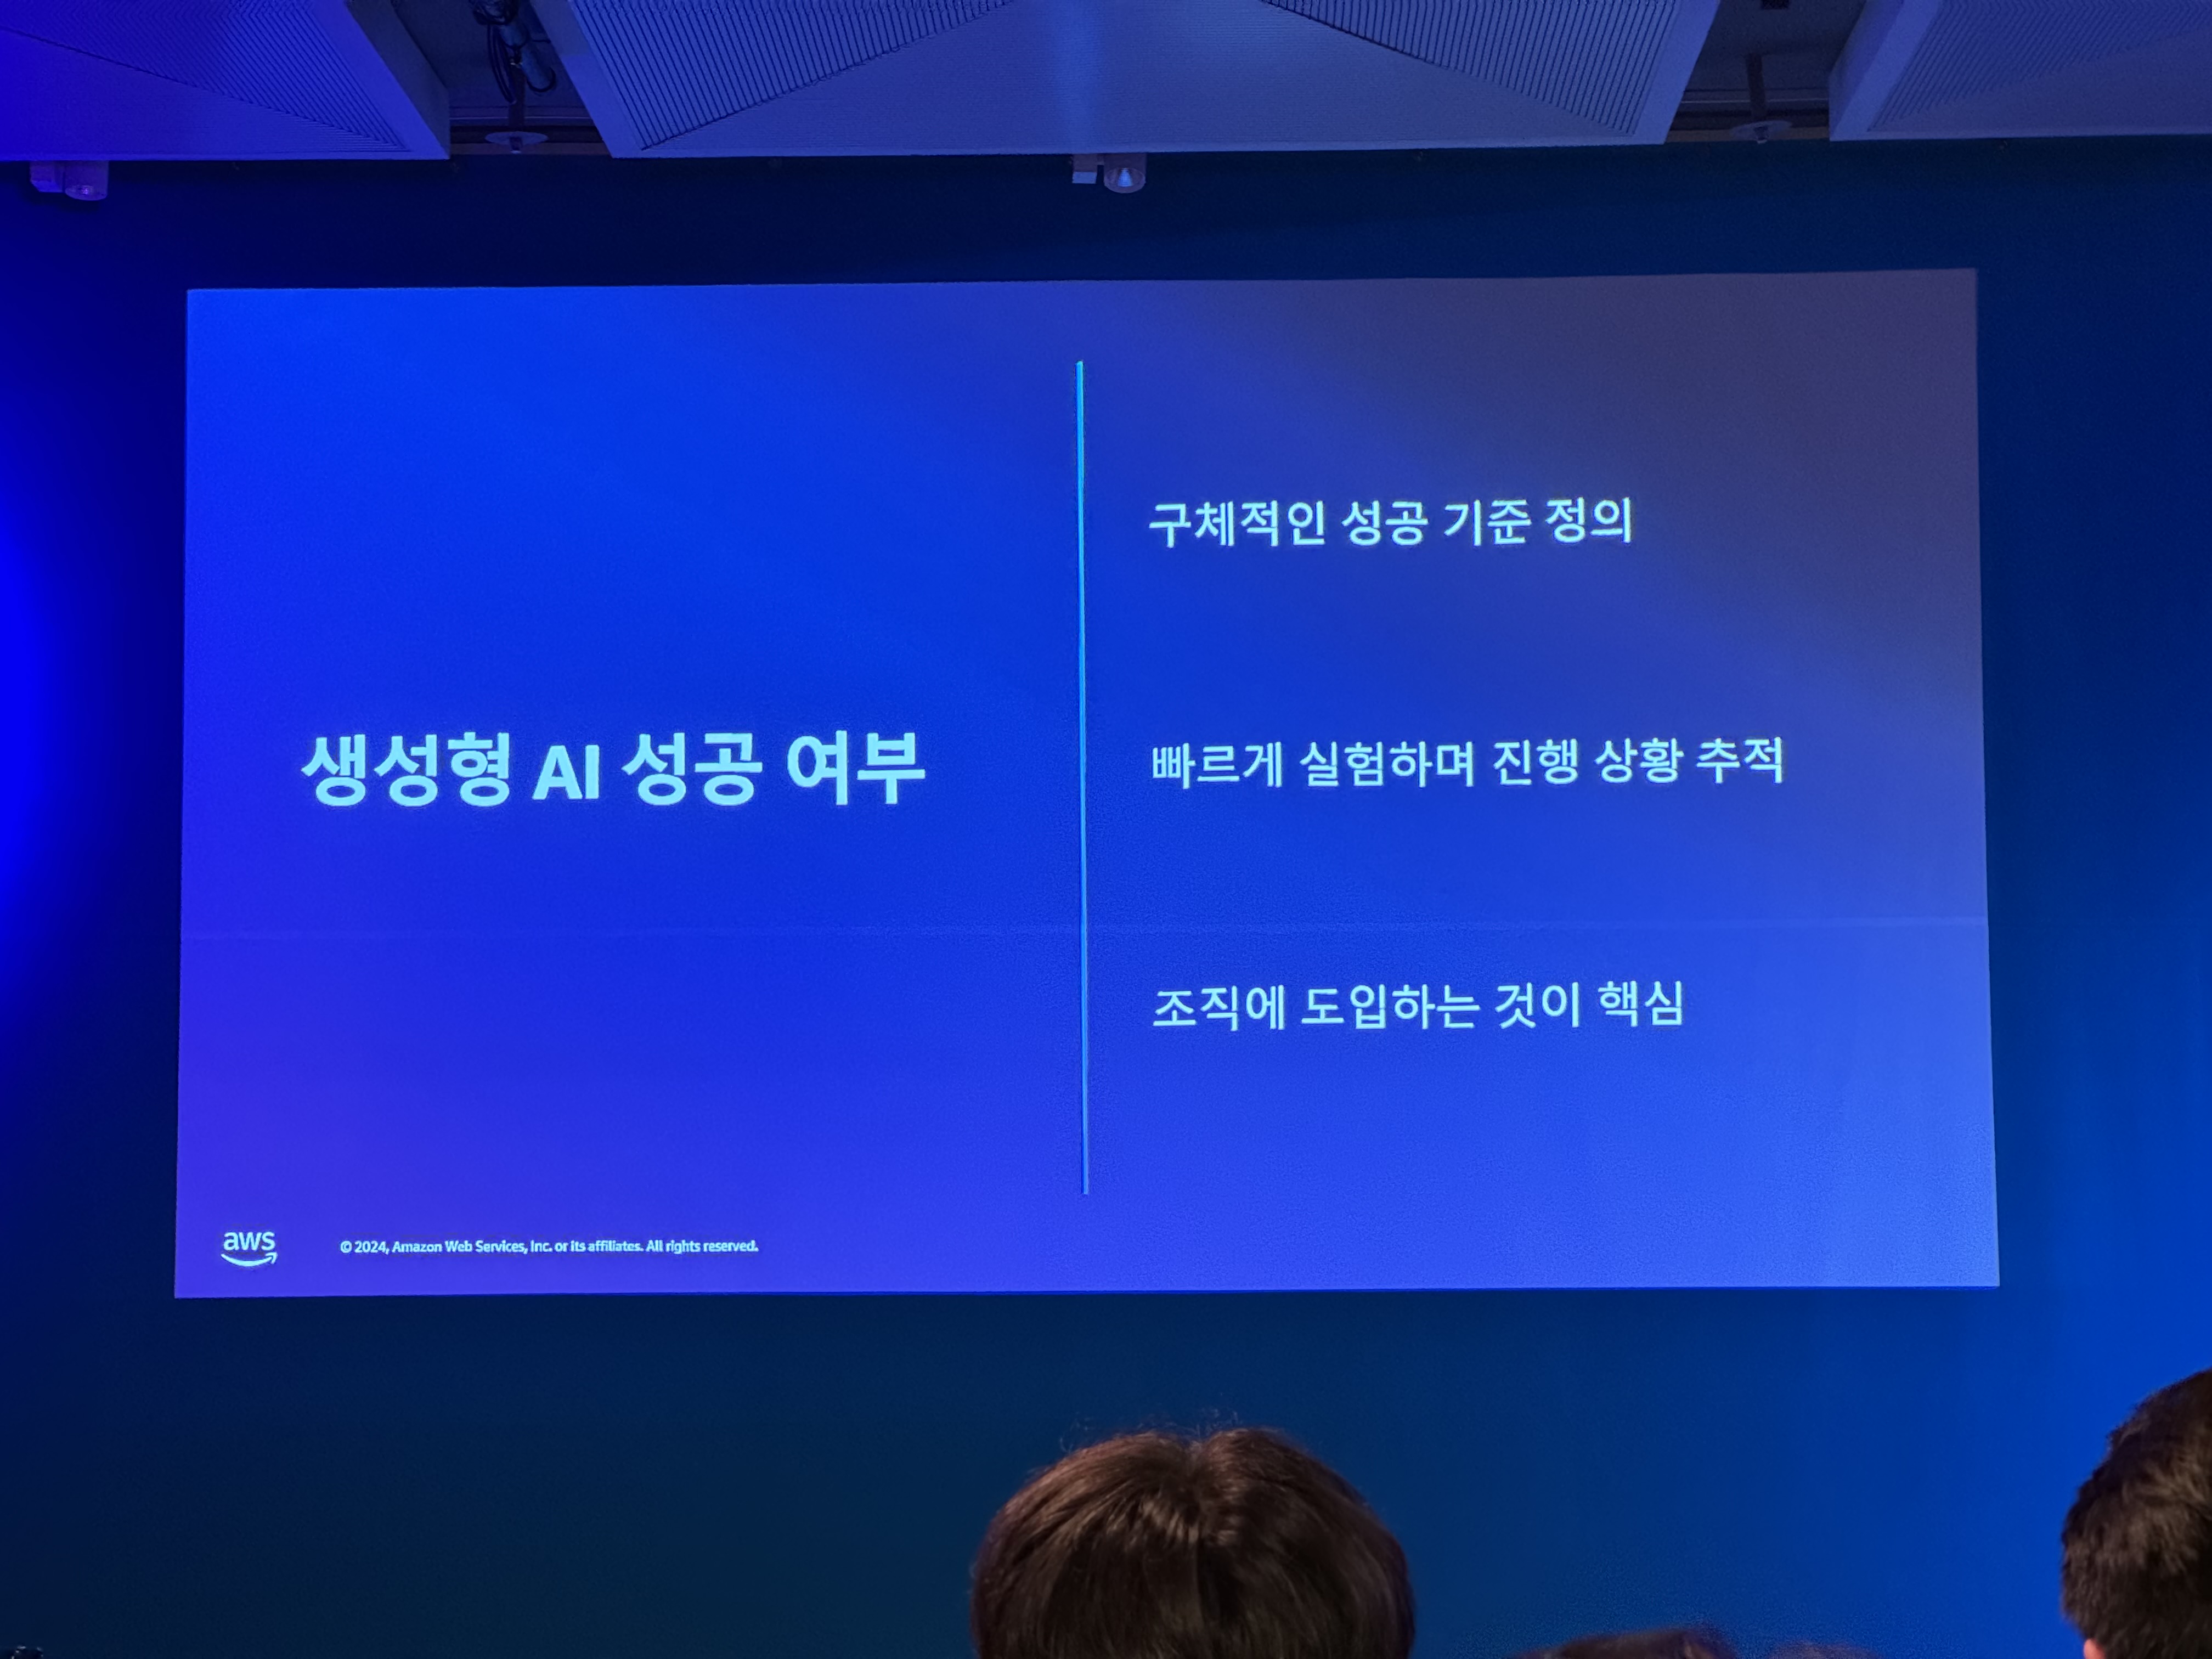 생성형 AI 성공 여부
구체적인 성공 기준 정의
빠르게 실험하며 진행 상황 추적
조직에 도입하는 것이 핵심
aws
© 2024, Amazon Web Services, Inc. or its affiliates. All rights reserved.